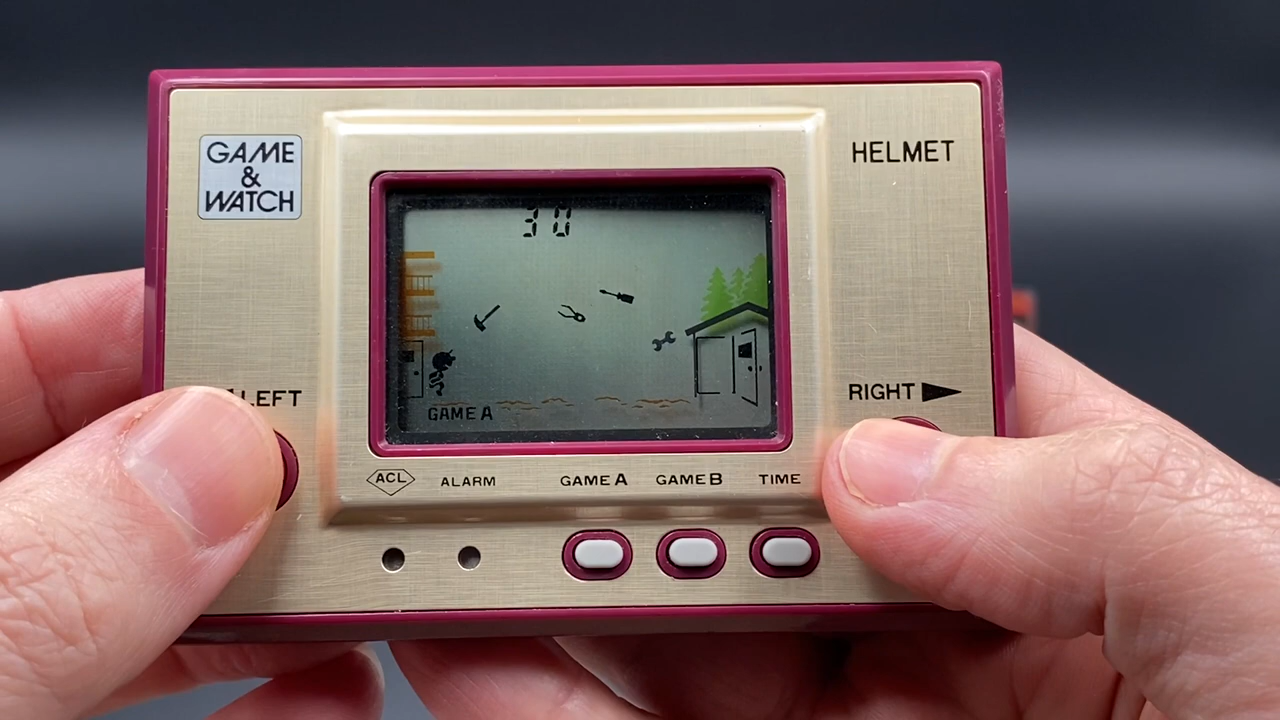 GAME
&
WATCH
HELMET
30
LEFT
RIGHT
GAME A
ACL
ALARM
GAME A
GAME B
TIME